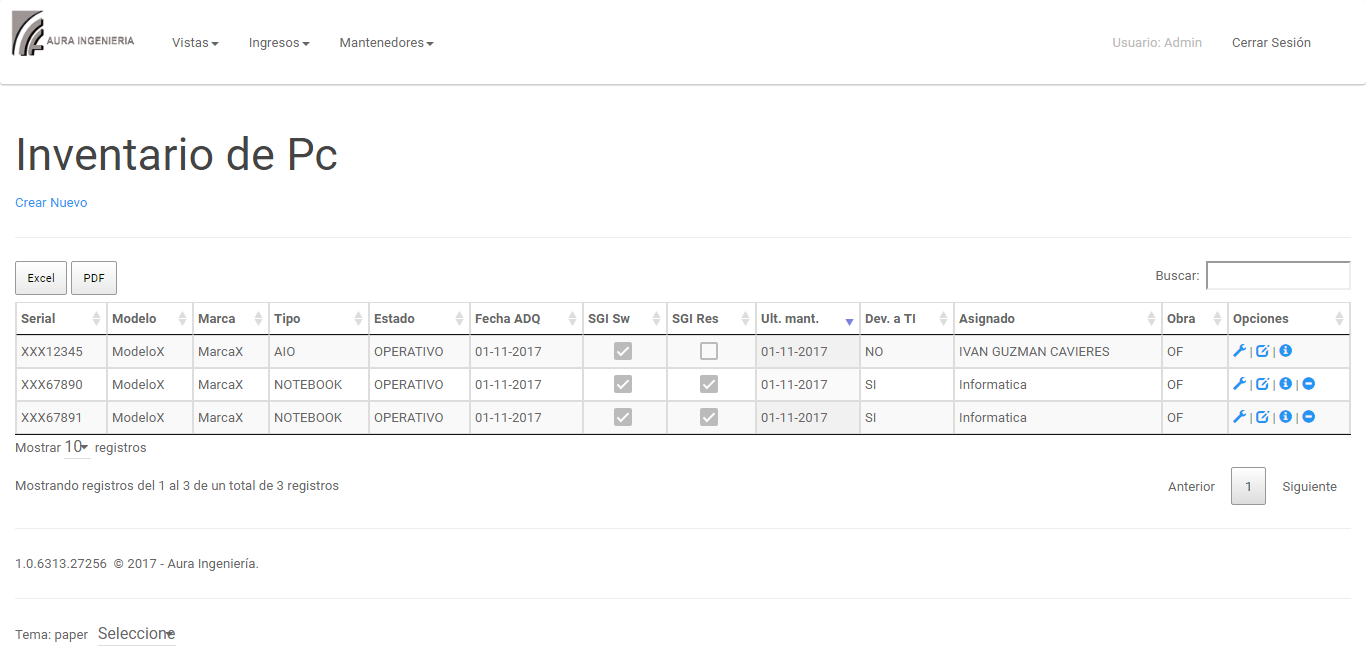 AURA INGENIERIA Vistas Ingresos Mantenedores Usuario: Admin Cerrar Sesión
Inventario de Pc
Crear Nuevo
Excel PDF Buscar:
Serial Modelo Marca Tipo Estado Fecha ADQ SGI Sw SGI Res Ult. mant. Dev. a TI Asignado Obra Opciones
XXX12345 ModeloX MarcaX AIO OPERATIVO 01-11-2017 01-11-2017 NO IVAN GUZMAN CAVIERES OF | |
XXX67890 ModeloX MarcaX NOTEBOOK OPERATIVO 01-11-2017 01-11-2017 SI Informatica OF | | |
XXX67891 ModeloX MarcaX NOTEBOOK OPERATIVO 01-11-2017 01-11-2017 SI Informatica OF | | |
Mostrar 10 registros
Mostrando registros del 1 al 3 de un total de 3 registros Anterior 1 Siguiente
1.0.6313.27256 © 2017 - Aura Ingeniería.
Tema: paper Seleccione